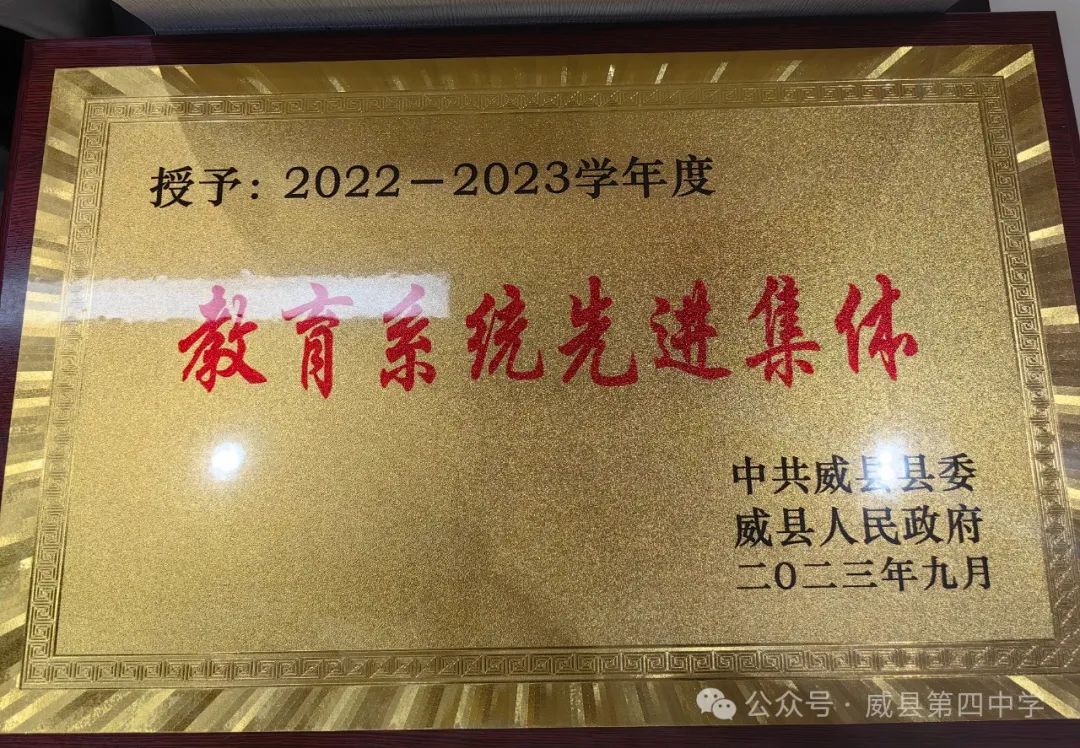 授予：2022－2023学年度
教育系统先进集体
中共威县县委
威县人民政府
二〇二三年九月
公众号·威县第四中学